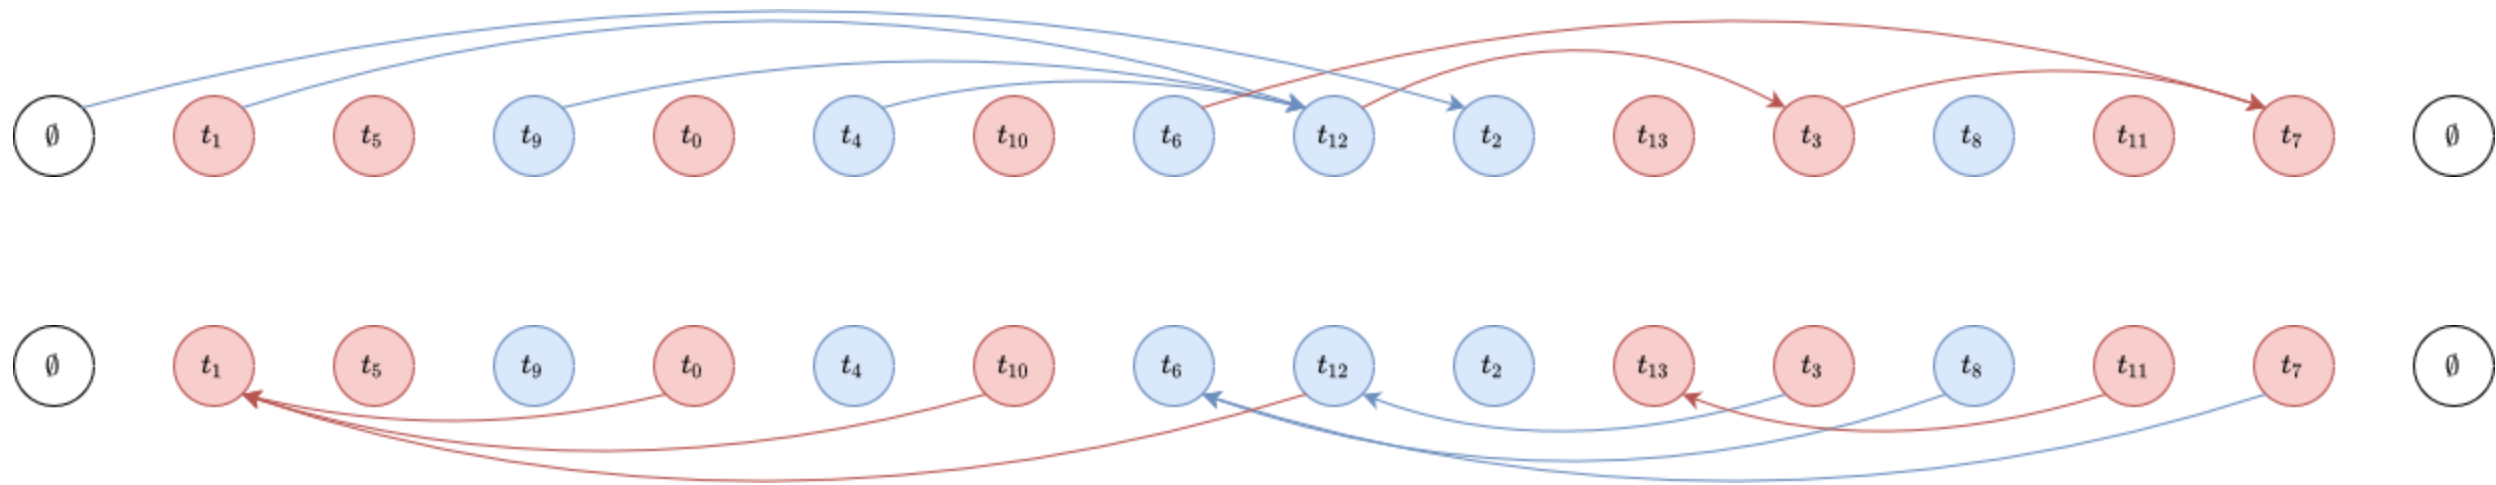 ∅ t₁ t₅ t₉ t₀ t₄ t₁₀ t₆ t₁₂ t₂ t₁₃ t₃ t₈ t₁₁ t₇ ∅
∅ t₁ t₅ t₉ t₀ t₄ t₁₀ t₆ t₁₂ t₂ t₁₃ t₃ t₈ t₁₁ t₇ ∅